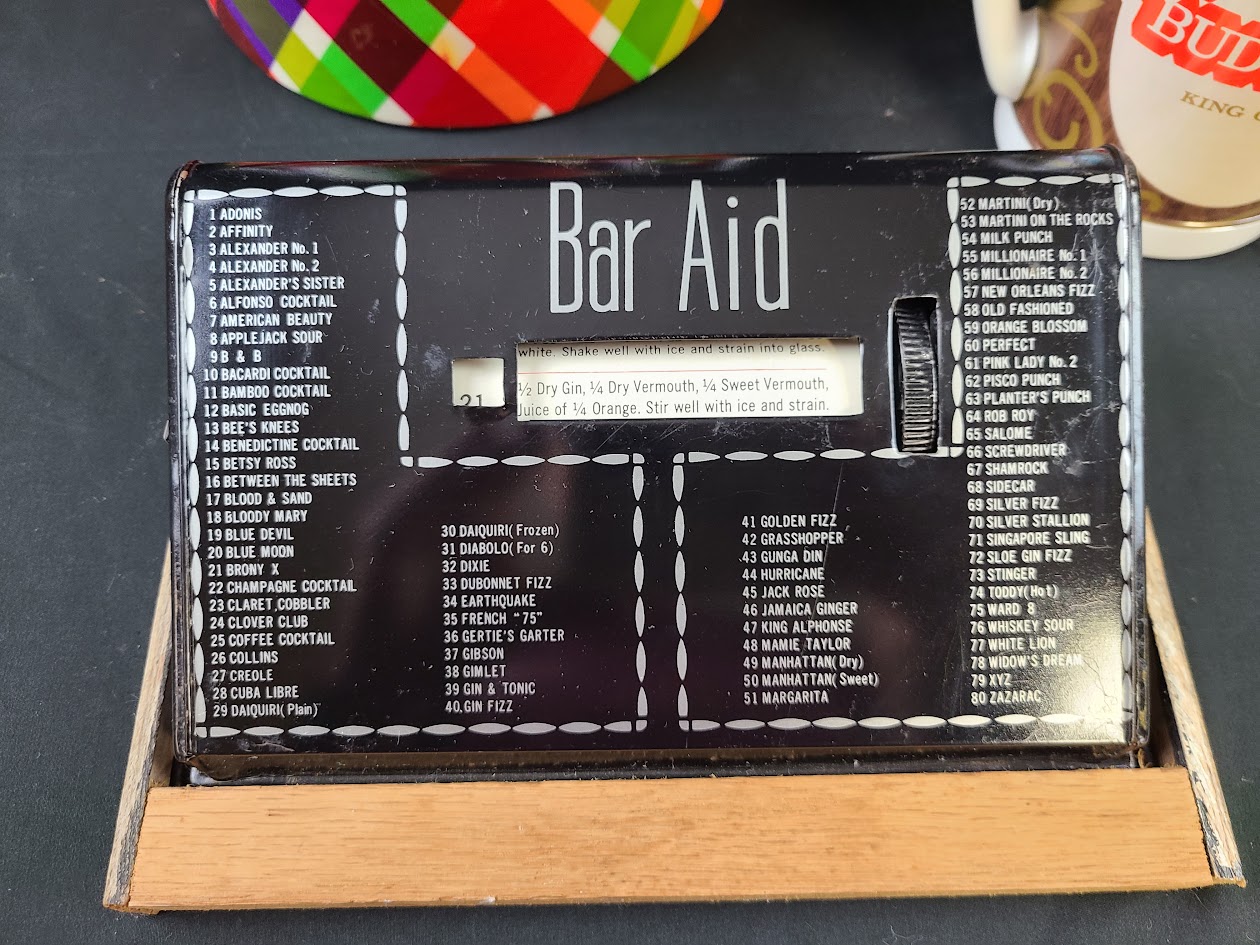 BUD
KING
Bar Aid
1 ADONIS
2 AFFINITY
3 ALEXANDER No. 1
4 ALEXANDER No. 2
5 ALEXANDER'S SISTER
6 ALFONSO COCKTAIL
7 AMERICAN BEAUTY
8 APPLEJACK SOUR
9 B & B
10 BACARDI COCKTAIL
11 BAMBOO COCKTAIL
12 BASIC EGGNOG
13 BEE'S KNEES
14 BENEDICTINE COCKTAIL
15 BETSY ROSS
16 BETWEEN THE SHEETS
17 BLOOD & SAND
18 BLOODY MARY
19 BLUE DEVIL
20 BLUE MOON
21 BRONY X
22 CHAMPAGNE COCKTAIL
23 CLARET COBBLER
24 CLOVER CLUB
25 COFFEE COCKTAIL
26 COLLINS
27 CREOLE
28 CUBA LIBRE
29 DAIQUIRI (Plain)
white. Shake well with ice and strain into glass.
21
½ Dry Gin, ¼ Dry Vermouth, ¼ Sweet Vermouth,
Juice of ¼ Orange. Stir well with ice and strain.
30 DAIQUIRI (Frozen)
31 DIABOLO (For 6)
32 DIXIE
33 DUBONNET FIZZ
34 EARTHQUAKE
35 FRENCH "75"
36 GERTIE'S GARTER
37 GIBSON
38 GIMLET
39 GIN & TONIC
40. GIN FIZZ
41 GOLDEN FIZZ
42 GRASSHOPPER
43 GUNGA DIN
44 HURRICANE
45 JACK ROSE
46 JAMAICA GINGER
47 KING ALPHONSE
48 MAMIE TAYLOR
49 MANHATTAN (Dry)
50 MANHATTAN (Sweet)
51 MARGARITA
52 MARTINI (Dry)
53 MARTINI ON THE ROCKS
54 MILK PUNCH
55 MILLIONAIRE No. 1
56 MILLIONAIRE No. 2
57 NEW ORLEANS FIZZ
58 OLD FASHIONED
59 ORANGE BLOSSOM
60 PERFECT
61 PINK LADY No. 2
62 PISCO PUNCH
63 PLANTER'S PUNCH
64 ROB ROY
65 SALOME
66 SCREWDRIVER
67 SHAMROCK
68 SIDECAR
69 SILVER FIZZ
70 SILVER STALLION
71 SINGAPORE SLING
72 SLOE GIN FIZZ
73 STINGER
74 TODDY (Hot)
75 WARD 8
76 WHISKEY SOUR
77 WHITE LION
78 WIDOW'S DREAM
79 XYZ
80 ZAZARAC